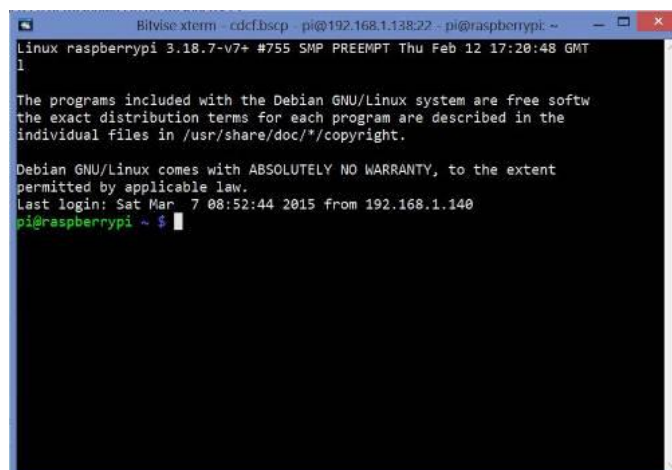 Bitvise xterm - cdcf.bscp - pi@192.168.1.138:22 - pi@raspberrypi: ~
Linux raspberrypi 3.18.7-v7+ #755 SMP PREEMPT Thu Feb 12 17:20:48 GMT
l
The programs included with the Debian GNU/Linux system are free softw
the exact distribution terms for each program are described in the
individual files in /usr/share/doc/*/copyright.
Debian GNU/Linux comes with ABSOLUTELY NO WARRANTY, to the extent
permitted by applicable law.
Last login: Sat Mar  7 08:52:44 2015 from 192.168.1.140
pi@raspberrypi ~ $